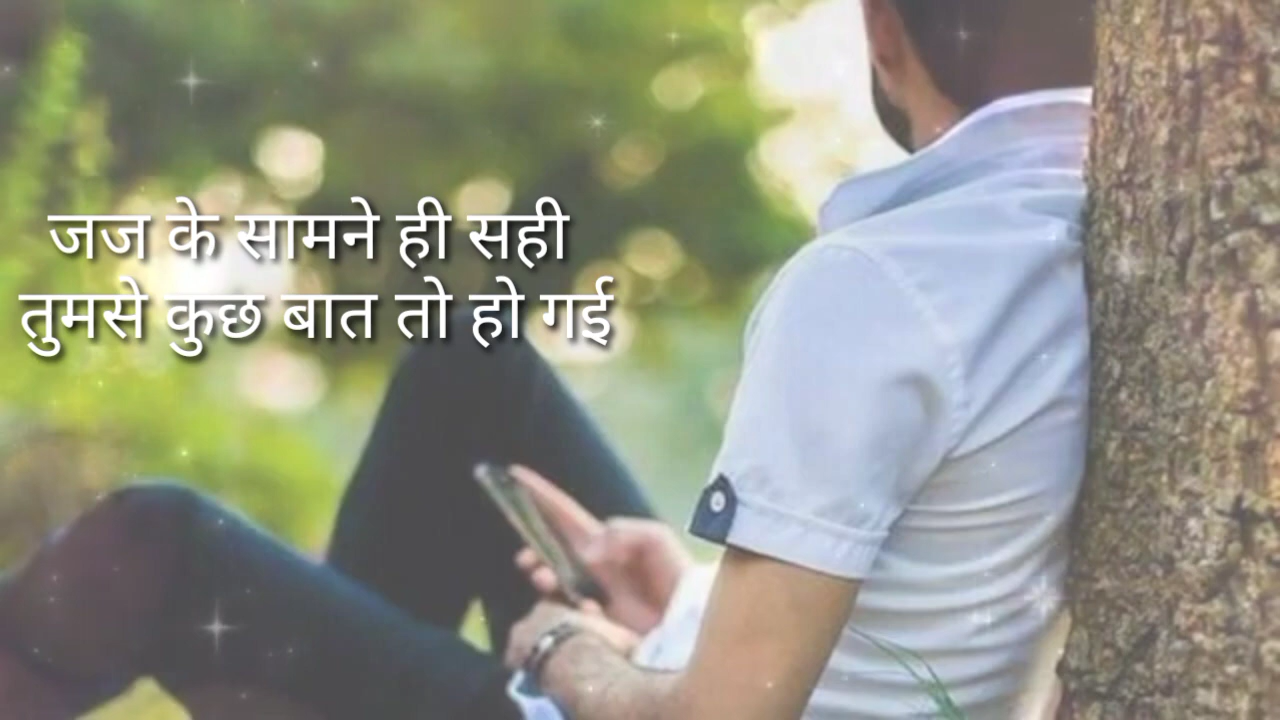 जज के सामने ही सही
तुमसे कुछ बात तो हो गई